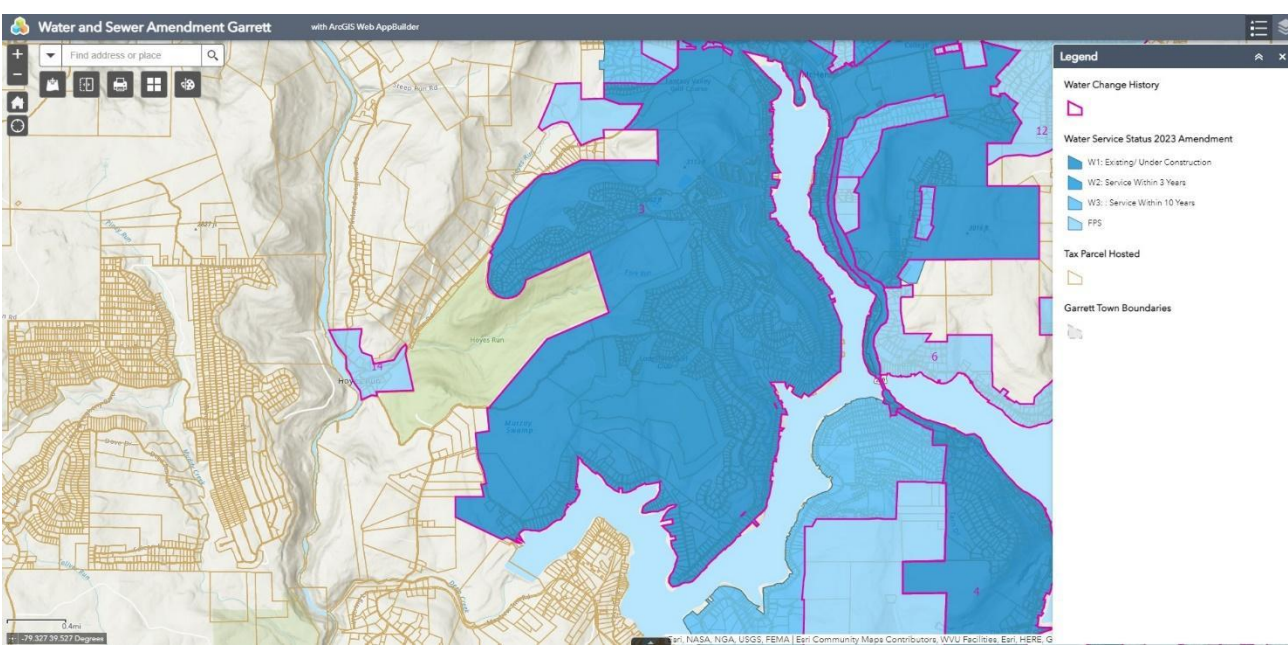 Water and Sewer Amendment Garrett
with ArcGIS Web AppBuilder
Find address or place
Legend
Water Change History
Water Service Status 2023 Amendment
W1: Existing/ Under Construction
W2: Service Within 3 Years
W3: : Service Within 10 Years
FPS
Tax Parcel Hosted
Garrett Town Boundaries
12
3
Hoyes Run
14
6
Marray
Swamp
4
0.4mi
-79.327 39.527 Degrees
Esri, NASA, NGA, USGS, FEMA | Esri Community Maps Contributors, WVU Facilities, Esri, HERE, G